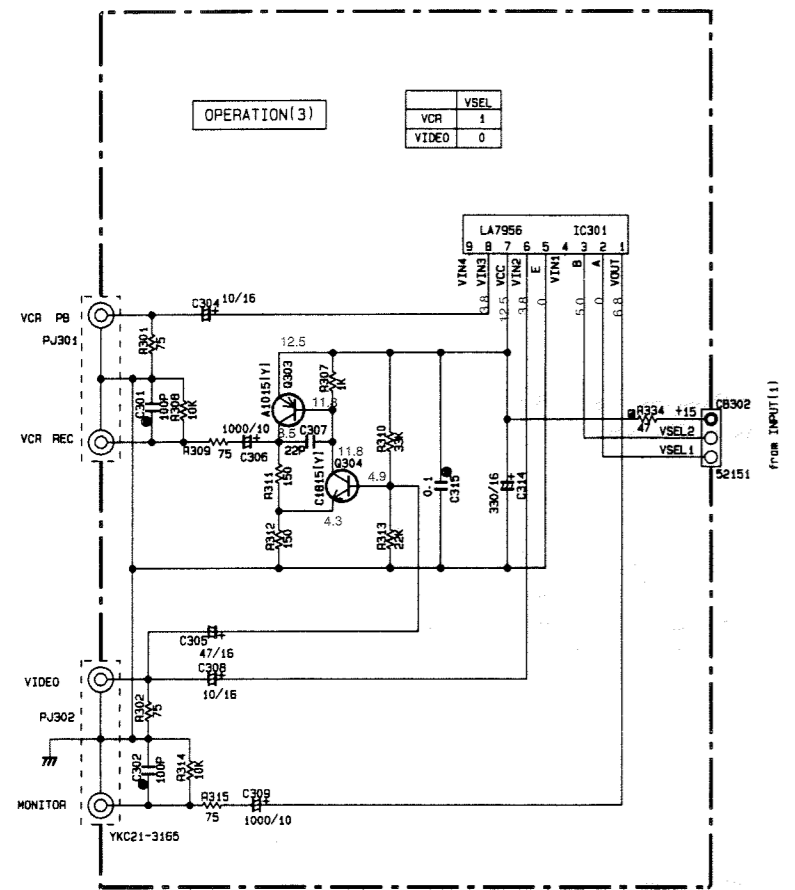 OPERATION(3)
VSEL
VCR 1
VIDEO 0
LA7956 IC301
9 8 7 6 5 4 3 2 1
VIN4 VIN3 VCC VIN2 E VIN1 B A VOUT
3.8 12.5 3.8 0 5.0 0 6.8
VCR PB
PJ301
VCR REC
C304 10/16
R301 75
C301 100P
R308 10K
R309 75
1000/10
C306
12.5
A1015(Y) Q303
R307 1K
11.8
8.5
C307
22P
11.8
C1815(Y) Q304
R310 33K
4.9
R311 150
4.3
R312 150
R313 22K
0.1 C315
330/16 C314
R334
47
+15
VSEL2
VSEL1
CB302
52151
from INPUT(1)
C305
47/16
C308
10/16
VIDEO
PJ302
R302 75
C302 100P
R314 10K
MONITOR
R315
75
C309
1000/10
YKC21-3165